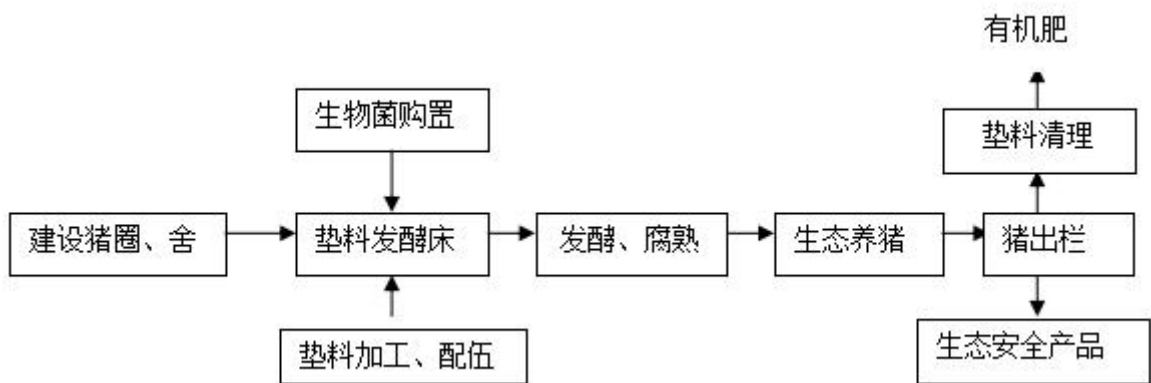 有机肥
生物菌购置
垫料清理
建设猪圈、舍
垫料发酵床
发酵、腐熟
生态养猪
猪出栏
垫料加工、配伍
生态安全产品